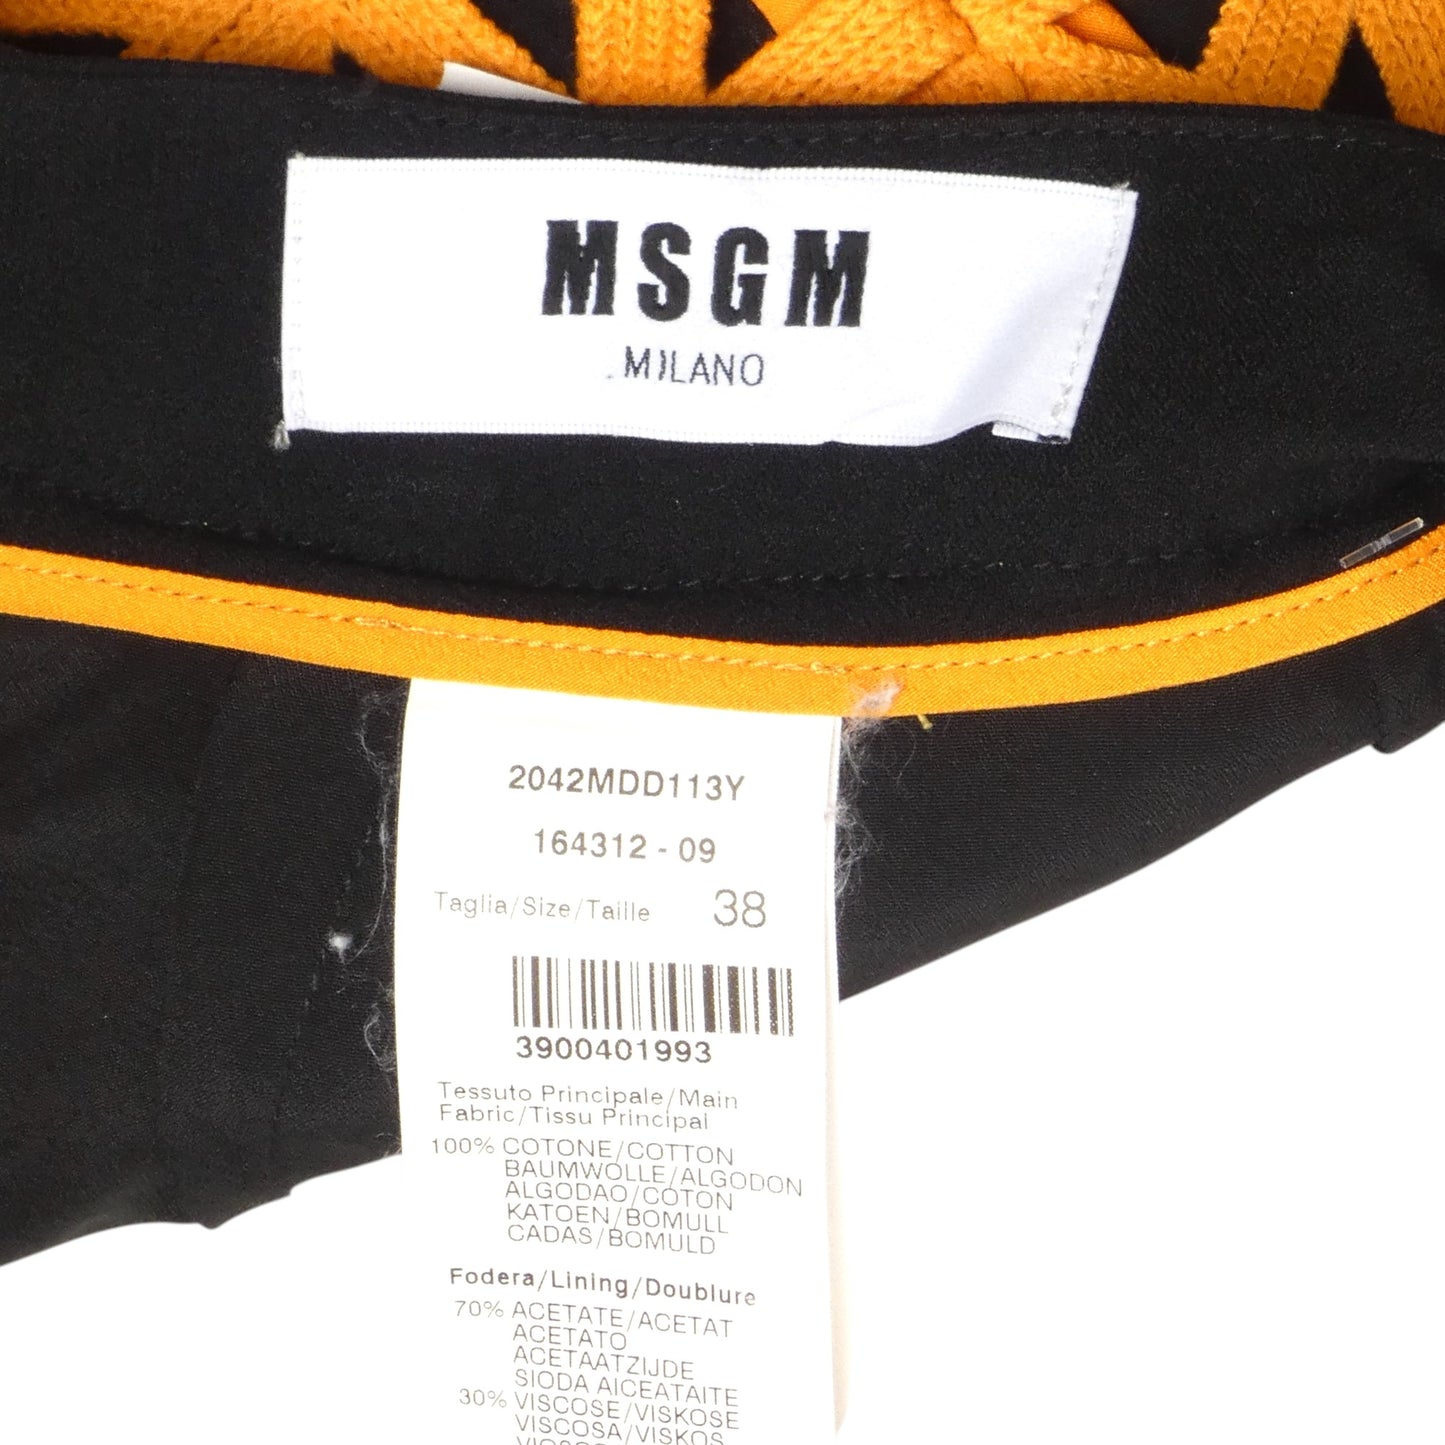 MSGM
MILANO
2042MDD113Y
164312 - 09
Taglia/Size/Taille 38
3900401993
Tessuto Principale/Main
Fabric/Tissu Principal
100% COTONE/COTTON
BAUMWOLLE/ALGODON
ALGODAO/COTON
KATOEN/BOMULL
CADAS/BOMULD
Fodera/Lining/Doublure
70% ACETATE/ACETAT
ACETATO
ACETAATZIJDE
SIODA AICEATAITE
30% VISCOSE/VISKOSE
VISCOSA/VISKOS